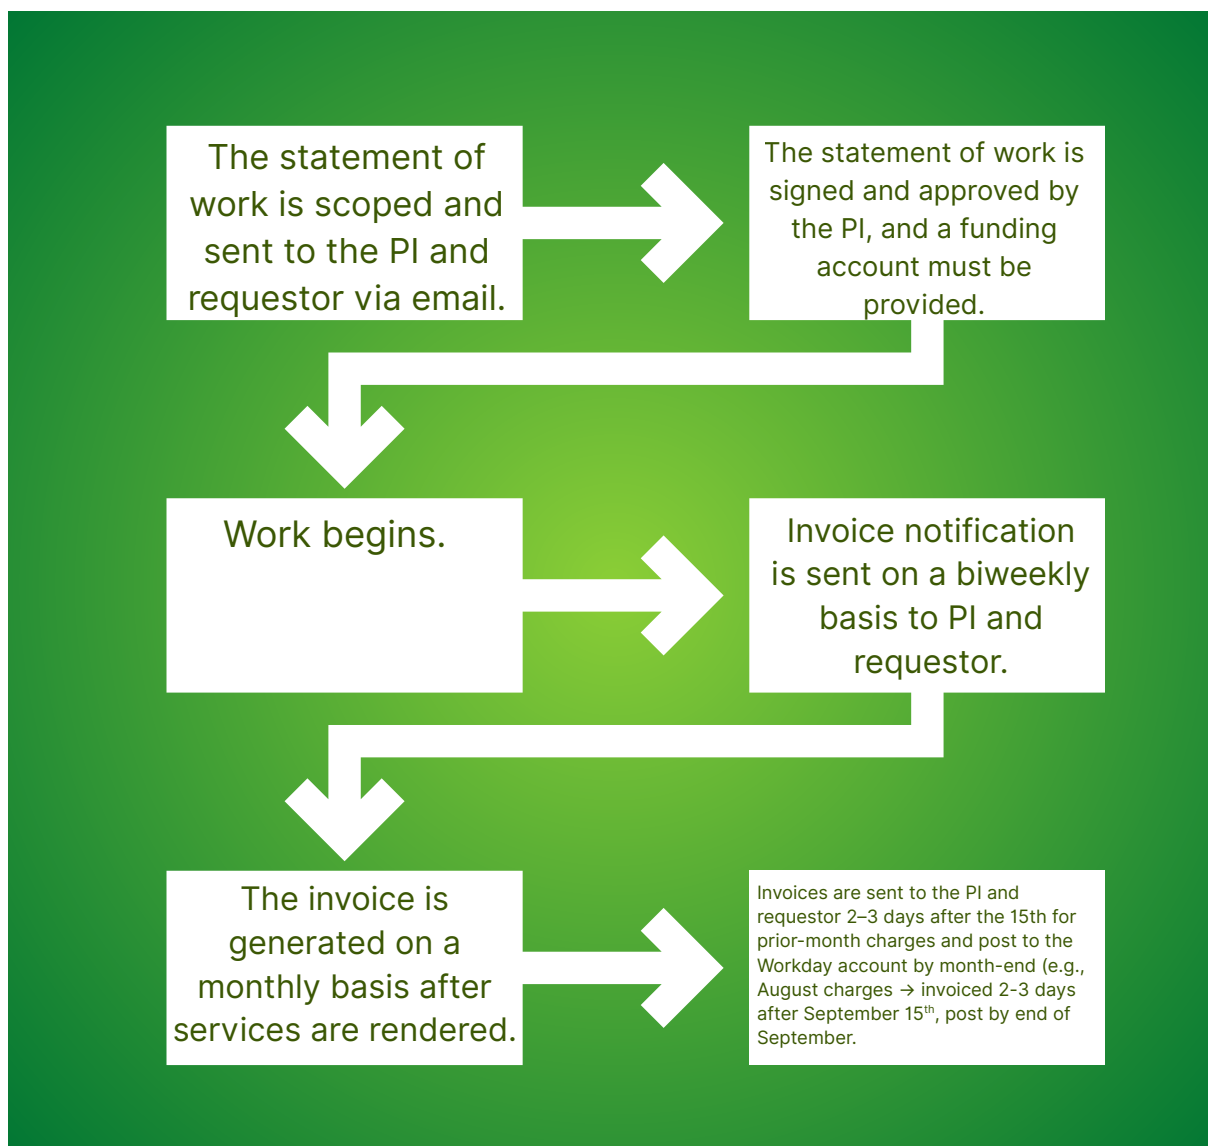 The statement of
work is scoped and
sent to the PI and
requestor via email.
The statement of work is
signed and approved by
the PI, and a funding
account must be
provided.
Work begins.
Invoice notification
is sent on a biweekly
basis to PI and
requestor.
The invoice is
generated on a
monthly basis after
services are rendered.
Invoices are sent to the PI and
requestor 2–3 days after the 15th for
prior-month charges and post to the
Workday account by month-end (e.g.,
August charges → invoiced 2-3 days
after September 15th, post by end of
September.